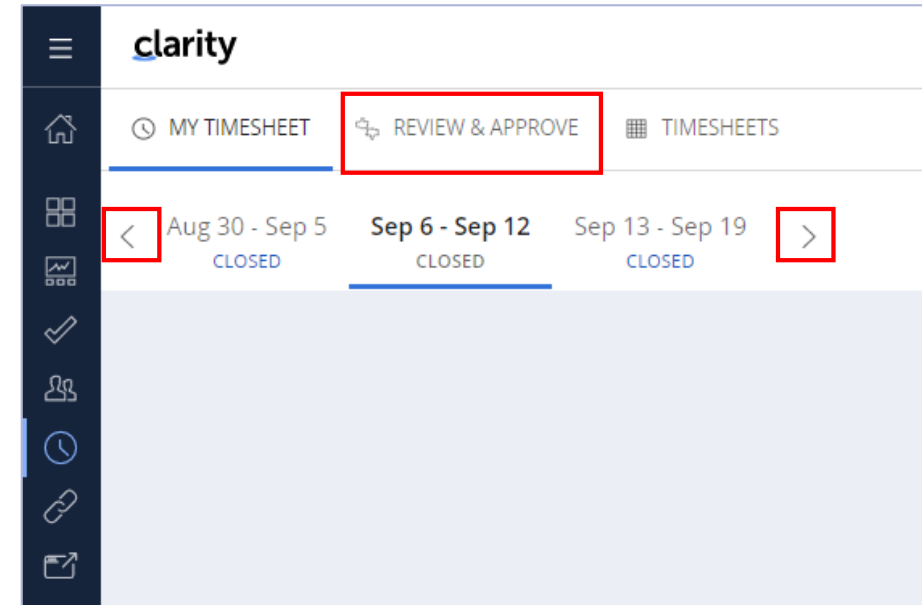 clarity
MY TIMESHEET REVIEW & APPROVE TIMESHEETS
Aug 30 - Sep 5 Sep 6 - Sep 12 Sep 13 - Sep 19
CLOSED CLOSED CLOSED